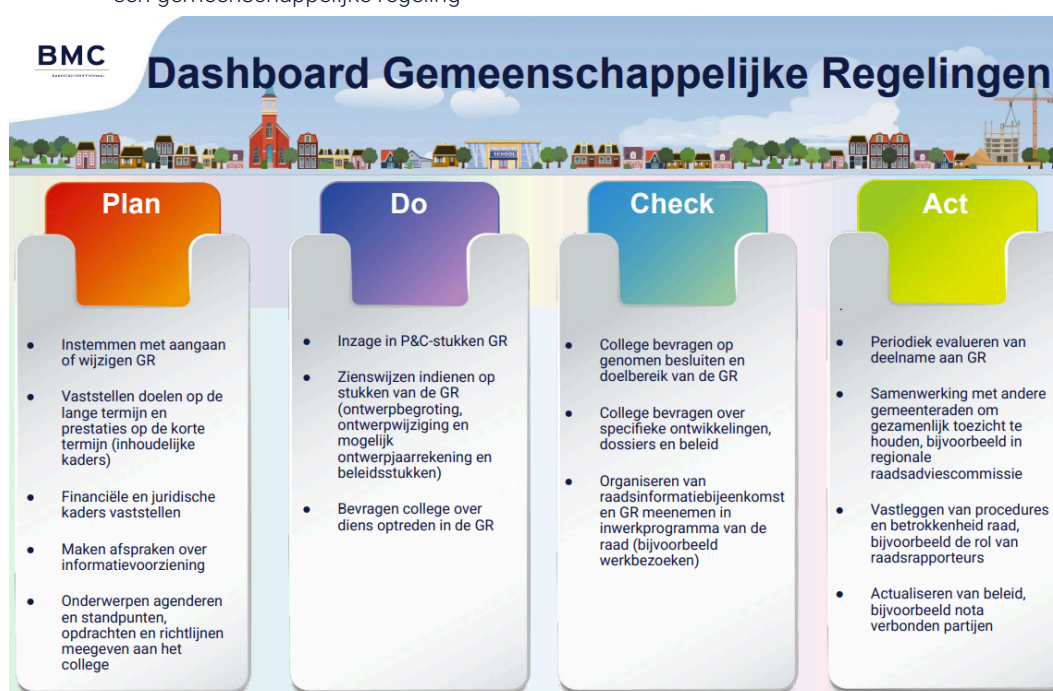 een gemeenschappelijke regeling
BMC
Dashboard Gemeenschappelijke Regelingen
SCHOOL
Plan
● Instemmen met aangaan
of wijzigen GR
● Vaststellen doelen op de
lange termijn en
prestaties op de korte
termijn (inhoudelijke
kaders)
● Financiële en juridische
kaders vaststellen
● Maken afspraken over
informatievoorziening
● Onderwerpen agenderen
en standpunten,
opdrachten en richtlijnen
meegeven aan het
college
Do
● Inzage in P&C-stukken GR
● Zienswijzen indienen op
stukken van de GR
(ontwerpbegroting,
ontwerpwijziging en
mogelijk
ontwerpjaarrekening en
beleidsstukken)
● Bevragen college over
diens optreden in de GR
Check
● College bevragen op
genomen besluiten en
doelbereik van de GR
● College bevragen over
specifieke ontwikkelingen,
dossiers en beleid
● Organiseren van
raadsinformatiebijeenkomst
en GR meenemen in
inwerkprogramma van de
raad (bijvoorbeeld
werkbezoeken)
Act
.
● Periodiek evalueren van
deelname aan GR
● Samenwerking met andere
gemeenteraden om
gezamenlijk toezicht te
houden, bijvoorbeeld in
regionale
raadsadviescommissie
● Vastleggen van procedures
en betrokkenheid raad,
bijvoorbeeld de rol van
raadsrapporteurs
● Actualiseren van beleid,
bijvoorbeeld nota
verbonden partijen